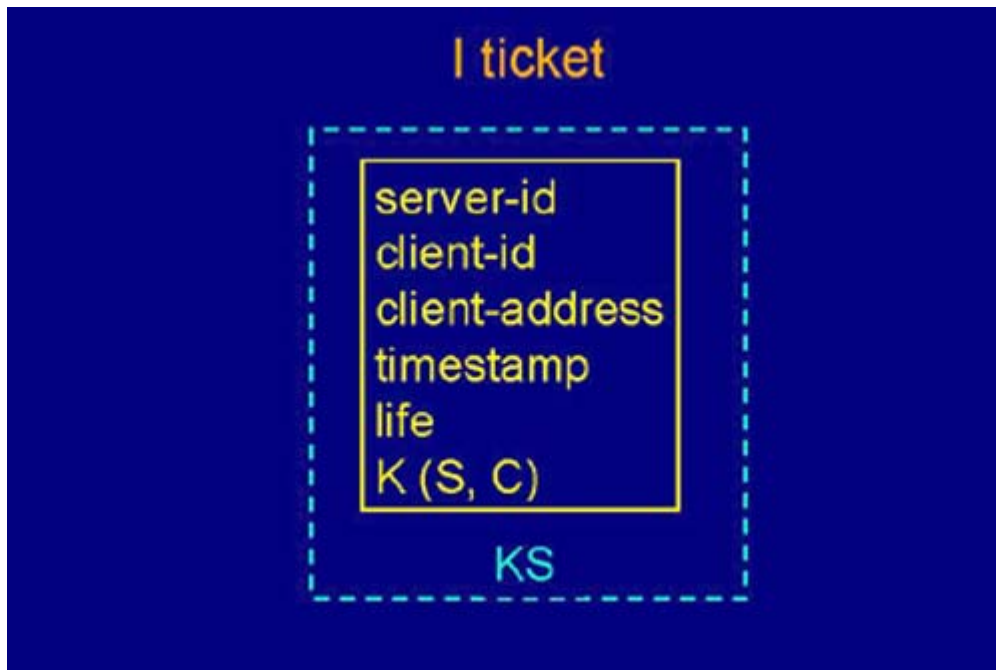 I ticket
server-id
client-id
client-address
timestamp
life
K (S, C)
KS